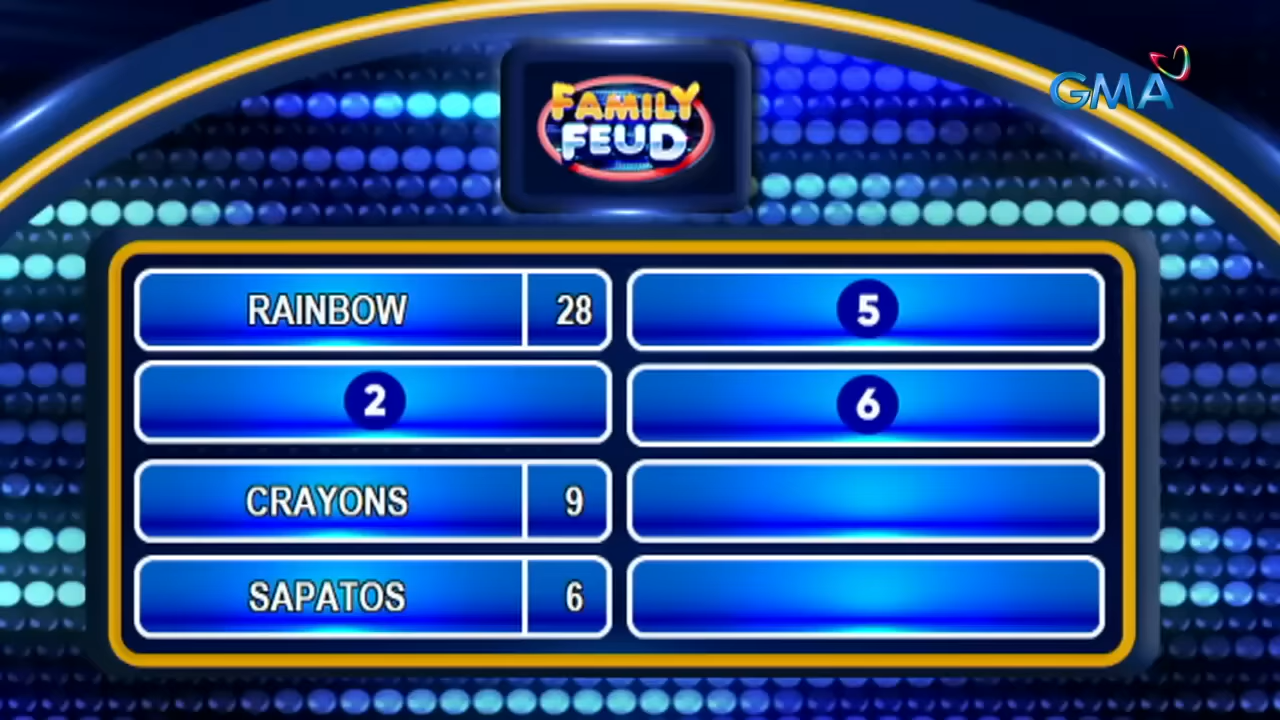 GMA
FAMILY
FEUD
RAINBOW 28
5
2
6
CRAYONS 9
SAPATOS 6